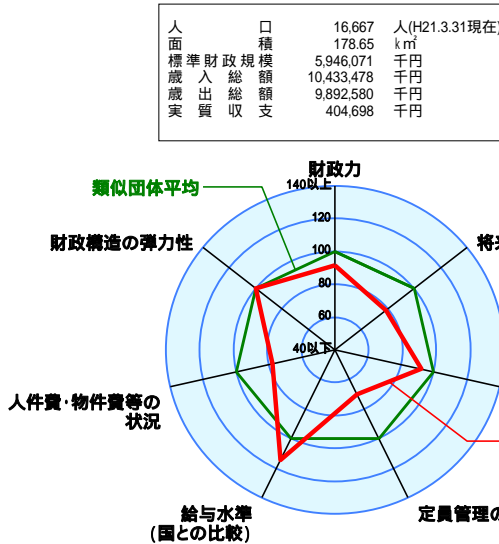 人口 16,667 人(H21.3.31現在)
面積 178.65 k㎡
標準財政規模 5,946,071 千円
歳入総額 10,433,478 千円
歳出総額 9,892,580 千円
実質収支 404,698 千円
財政力
140以上
類似団体平均
120
財政構造の弾力性
将来
100
80
60
40以下
人件費・物件費等の
状況
給与水準
(国との比較)
定員管理の